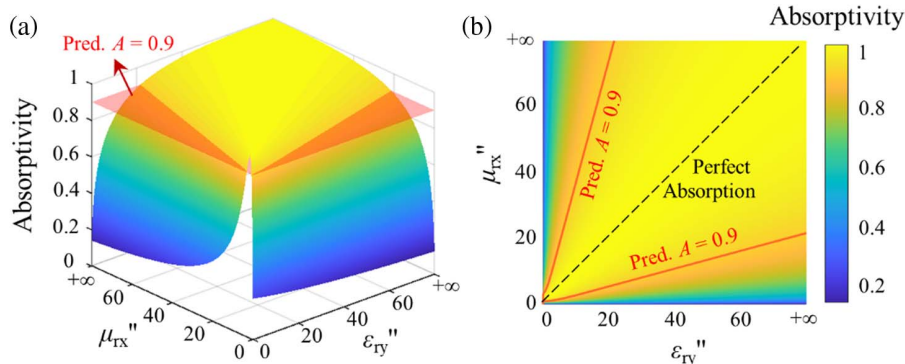 (a)
Pred. A = 0.9
1
0.8
0.6
0.4
0.2
0
Absorptivity
+∞
60
40
20
0
μrx"
0
20
40
60
+∞
εry"
(b)
Absorptivity
+∞
60
40
20
0
μrx"
Pred. A = 0.9
Perfect
Absorption
Pred. A = 0.9
0
20
40
60
+∞
εry"
1
0.8
0.6
0.4
0.2